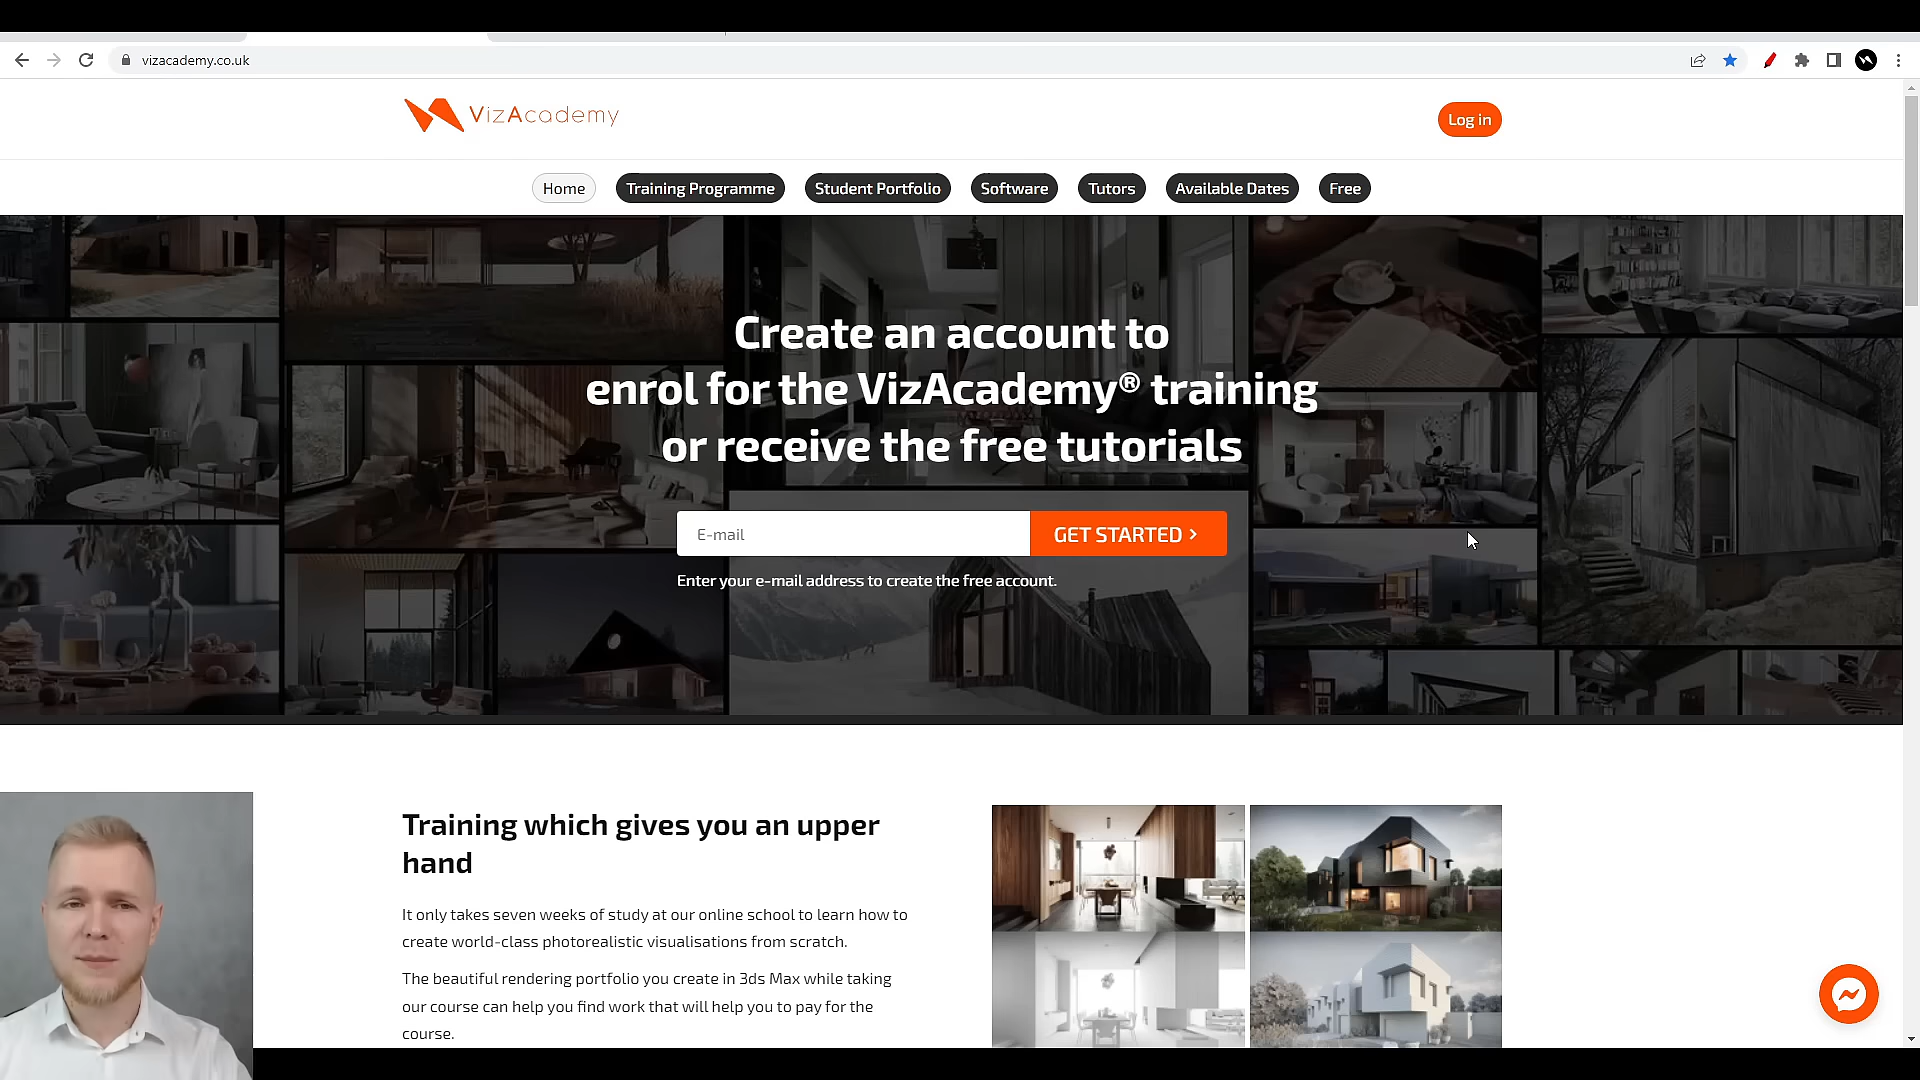 vizacademy.co.uk
VizAcademy
Log in
Home
Training Programme
Student Portfolio
Software
Tutors
Available Dates
Free
Create an account to
enrol for the VizAcademy® training
or receive the free tutorials
E-mail
GET STARTED >
Enter your e-mail address to create the free account.
Training which gives you an upper
hand
It only takes seven weeks of study at our online school to learn how to
create world-class photorealistic visualisations from scratch.
The beautiful rendering portfolio you create in 3ds Max while taking
our course can help you find work that will help you to pay for the
course.